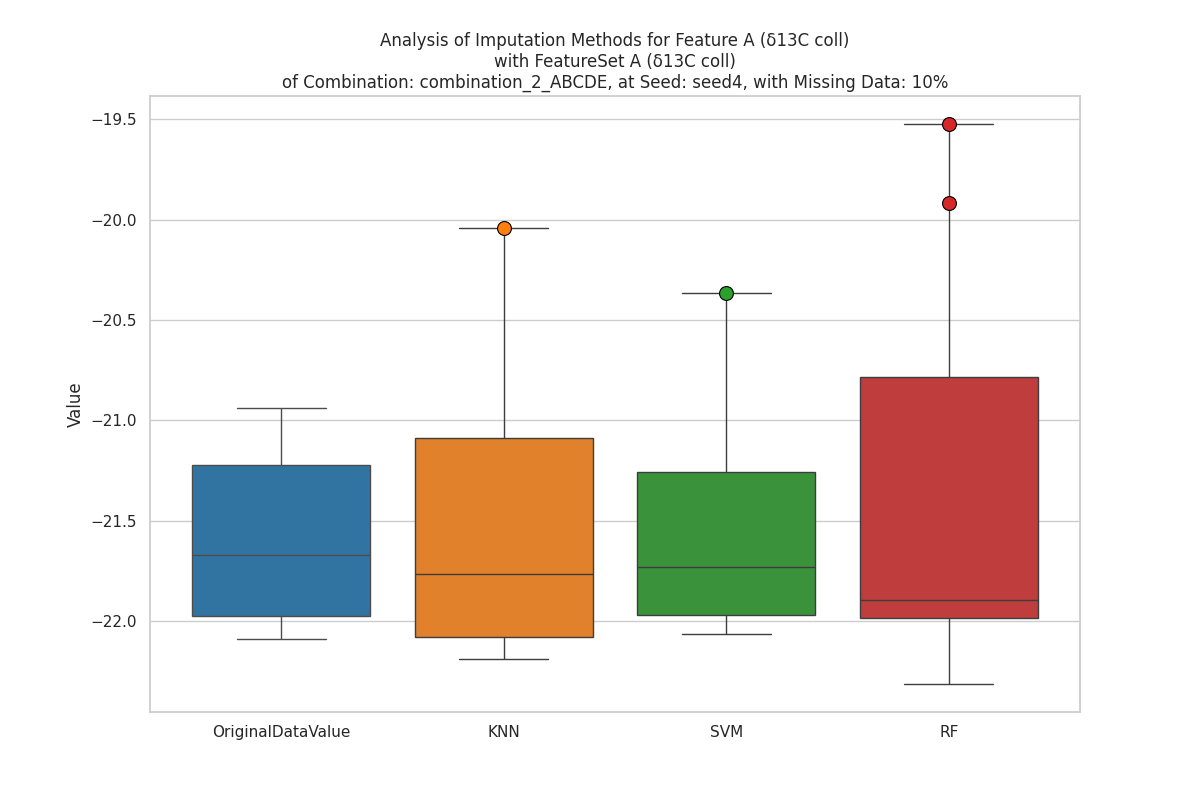 Analysis of Imputation Methods for Feature A (δ13C coll)
with FeatureSet A (δ13C coll)
of Combination: combination_2_ABCDE, at Seed: seed4, with Missing Data: 10%
Value
−19.5
−20.0
−20.5
−21.0
−21.5
−22.0
OriginalDataValue
KNN
SVM
RF